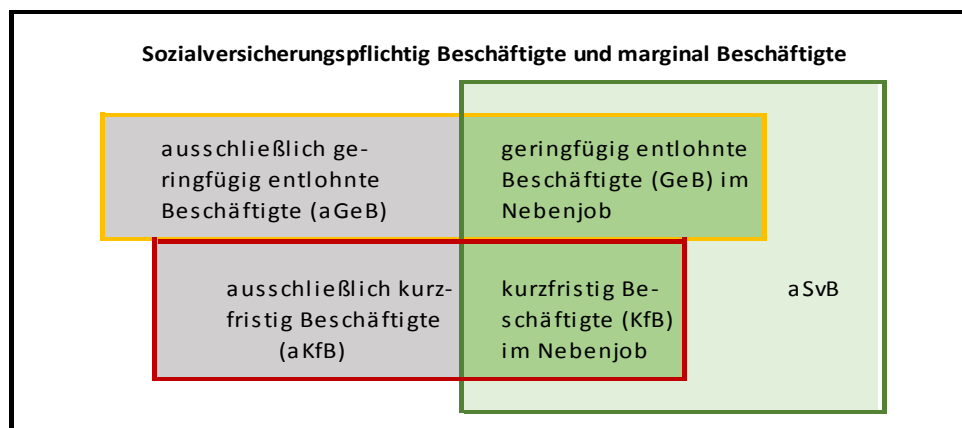 Sozialversicherungspflichtig Beschäftigte und marginal Beschäftigte
ausschließlich ge-
ringfügig entlohnte
Beschäftigte (aGeB)
geringfügig entlohnte
Beschäftigte (GeB) im
Nebenjob
ausschließlich kurz-
fristig Beschäftigte
(aKfB)
kurzfristig Be-
schäftigte (KfB)
im Nebenjob
aSvB